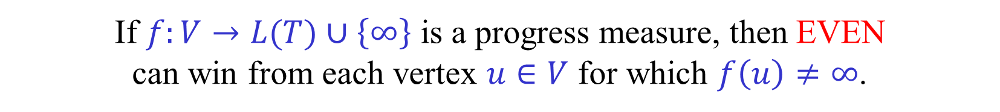 If f: V → L(T) ∪ {∞} is a progress measure, then EVEN
can win from each vertex u ∈ V for which f(u) ≠ ∞.